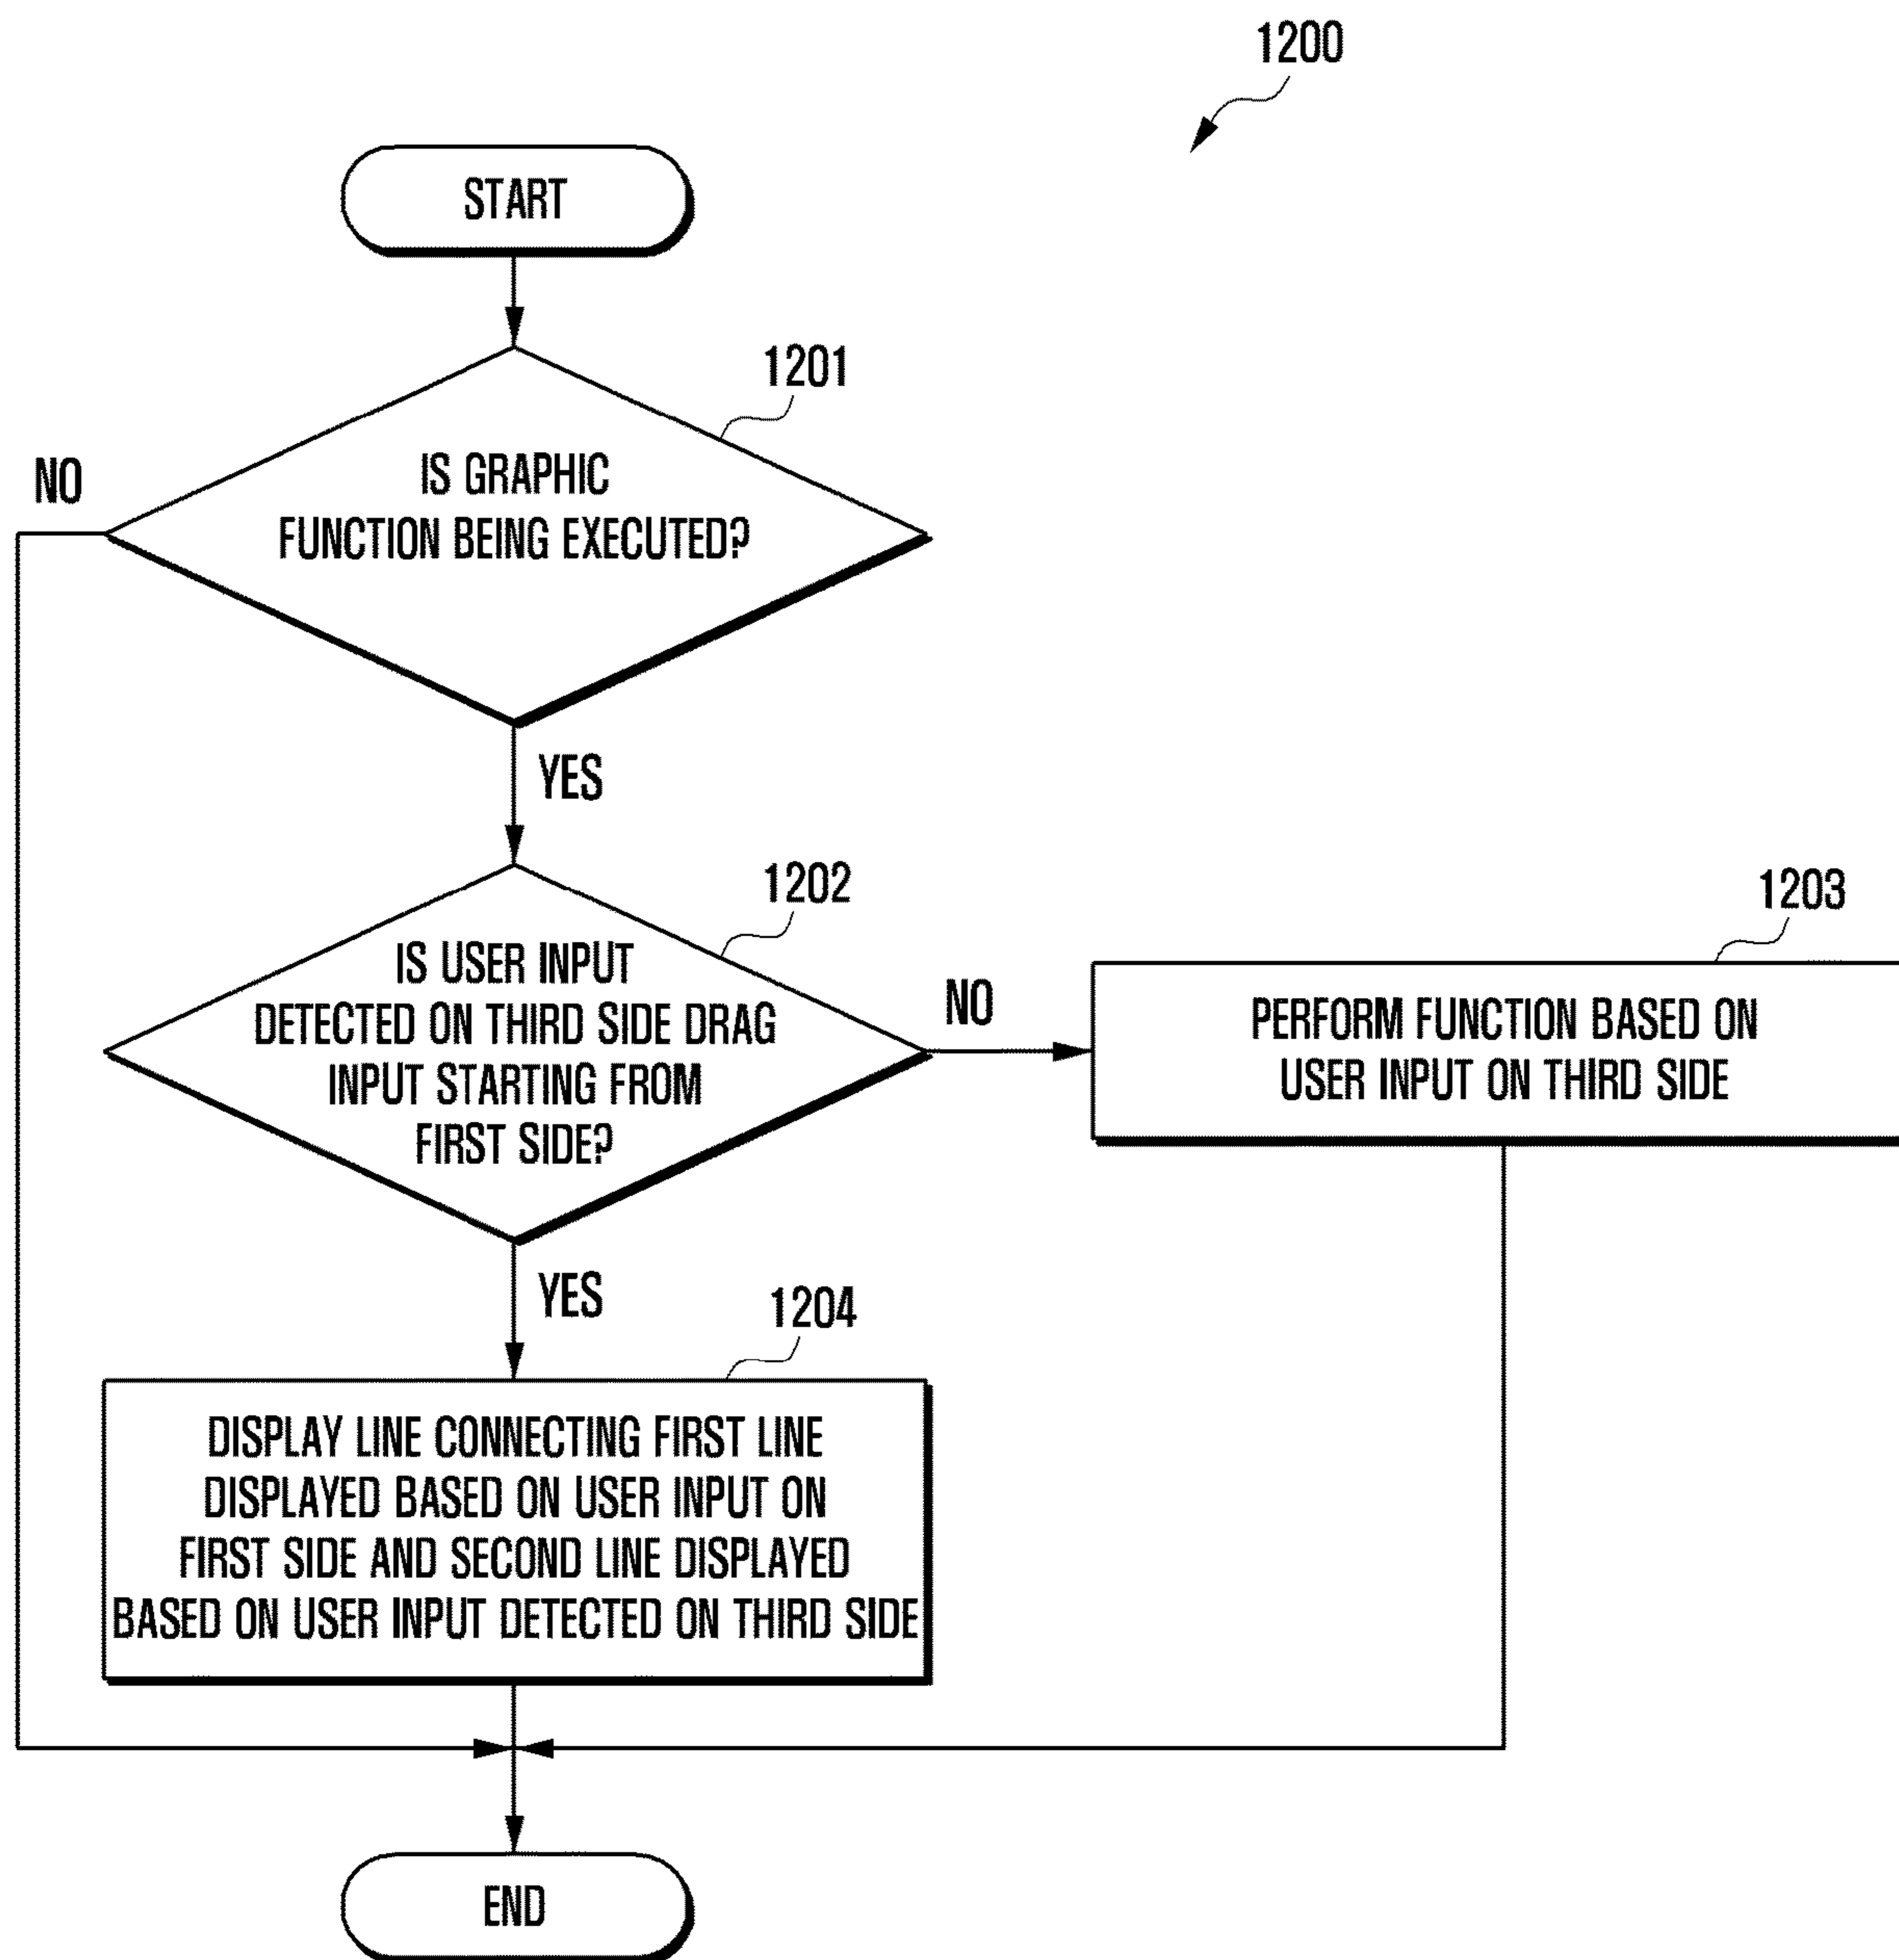 1200
START
1201
IS GRAPHIC
FUNCTION BEING EXECUTED?
NO
YES
1202
IS USER INPUT
DETECTED ON THIRD SIDE DRAG
INPUT STARTING FROM
FIRST SIDE?
NO
1203
PERFORM FUNCTION BASED ON
USER INPUT ON THIRD SIDE
YES
1204
DISPLAY LINE CONNECTING FIRST LINE
DISPLAYED BASED ON USER INPUT ON
FIRST SIDE AND SECOND LINE DISPLAYED
BASED ON USER INPUT DETECTED ON THIRD SIDE
END